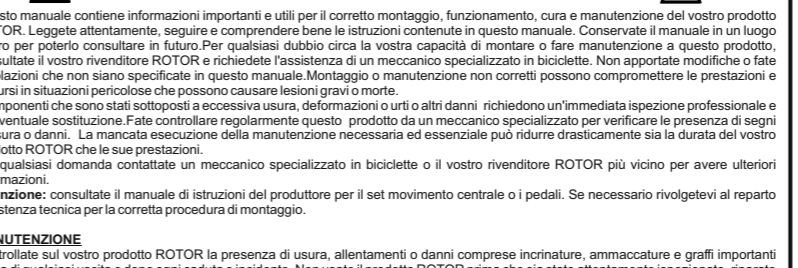 sto manuale contiene informazioni importanti e utili per il corretto montaggio, funzionamento, cura e manutenzione del vostro prodotto
TOR. Leggete attentamente, seguire e comprendere bene le istruzioni contenute in questo manuale. Conservate il manuale in un luogo
ro per poterlo consultare in futuro.Per qualsiasi dubbio circa la vostra capacità di montare o fare manutenzione a questo prodotto,
sultate il vostro rivenditore ROTOR e richiedete l'assistenza di un meccanico specializzato in biciclette. Non apportate modifiche o fate
olazioni che non siano specificate in questo manuale.Montaggio o manutenzione non corretti possono compromettere le prestazioni e
ursi in situazioni pericolose che possono causare lesioni gravi o morte.
mponenti che sono stati sottoposti a eccessiva usura, deformazioni o urti o altri danni richiedono un'immediata ispezione professionale e
ventuale sostituzione.Fate controllare regolarmente questo prodotto da un meccanico specializzato per verificare le presenza di segni
sura o danni. La mancata esecuzione della manutenzione necessaria ed essenziale può ridurre drasticamente sia la durata del vostro
dotto ROTOR che le sue prestazioni.
qualsiasi domanda contattate un meccanico specializzato in biciclette o il vostro rivenditore ROTOR più vicino per avere ulteriori
rmazioni.
enzione: consultate il manuale di istruzioni del produttore per il set movimento centrale o i pedali. Se necessario rivolgetevi al reparto
stenza tecnica per la corretta procedura di montaggio.
NUTENZIONE
trollate sul vostro prodotto ROTOR la presenza di usura, allentamenti o danni comprese incrinature, ammaccature e graffi importanti